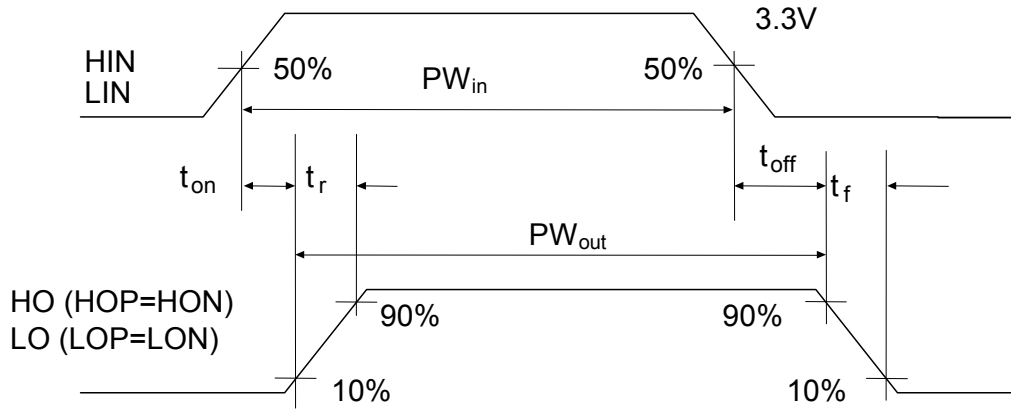 3.3V
HIN
LIN
50%
PWin
50%
ton
tr
toff
tf
PWout
HO (HOP=HON)
LO (LOP=LON)
90%
90%
10%
10%